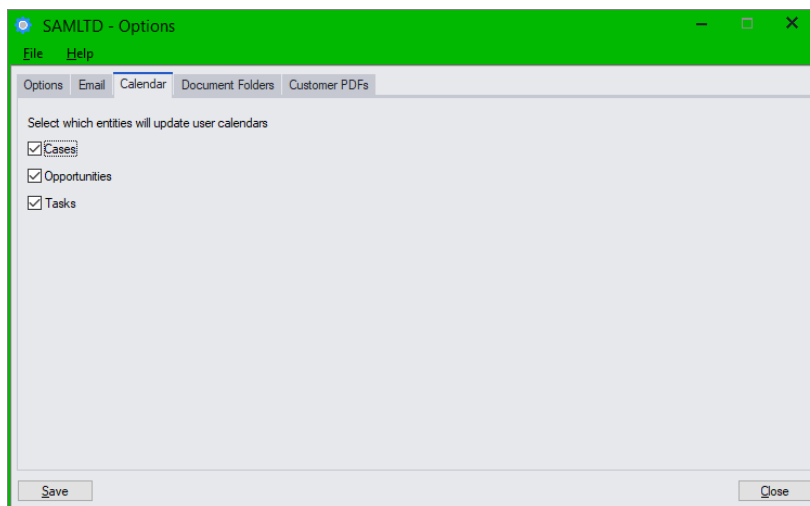 SAMLTD - Options
File Help
Options Email Calendar Document Folders Customer PDFs
Select which entities will update user calendars
Cases
Opportunities
Tasks
Save Close